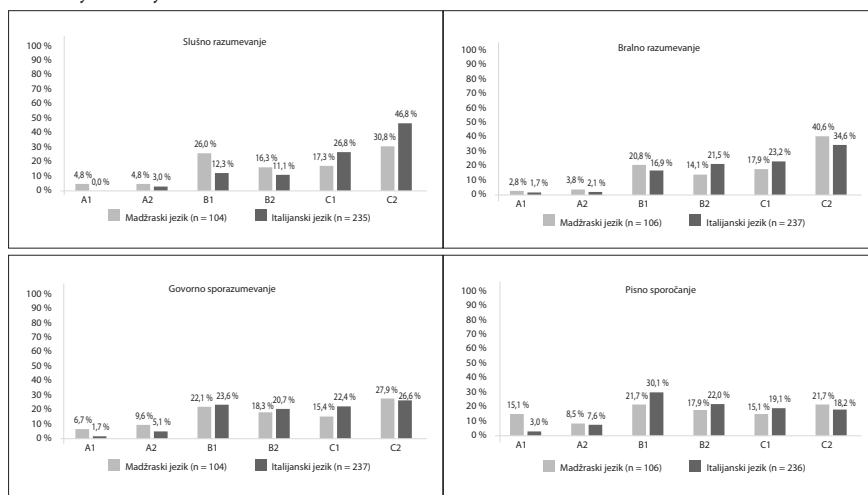 Slušno razumevanje
100 %
90 %
80 %
70 %
60 %
50 %
40 %
30 %
20 %
10 %
0 %
4,8 % 0,0 % 4,8 % 3,0 % 26,0 % 12,3 % 16,3 % 11,1 % 17,3 % 26,8 % 30,8 % 46,8 %
A1 A2 B1 B2 C1 C2
Madžraski jezik (n = 104) Italijanski jezik (n = 235)
Bralno razumevanje
100 %
90 %
80 %
70 %
60 %
50 %
40 %
30 %
20 %
10 %
0 %
2,8 % 1,7 % 3,8 % 2,1 % 20,8 % 16,9 % 14,1 % 21,5 % 17,9 % 23,2 % 40,6 % 34,6 %
A1 A2 B1 B2 C1 C2
Madžraski jezik (n = 106) Italijanski jezik (n = 237)
Govorno sporazumevanje
100 %
90 %
80 %
70 %
60 %
50 %
40 %
30 %
20 %
10 %
0 %
6,7 % 1,7 % 9,6 % 5,1 % 22,1 % 23,6 % 18,3 % 20,7 % 15,4 % 22,4 % 27,9 % 26,6 %
A1 A2 B1 B2 C1 C2
Madžraski jezik (n = 104) Italijanski jezik (n = 237)
Pisno sporočanje
100 %
90 %
80 %
70 %
60 %
50 %
40 %
30 %
20 %
10 %
0 %
15,1 % 3,0 % 8,5 % 7,6 % 21,7 % 30,1 % 17,9 % 22,0 % 15,1 % 19,1 % 21,7 % 18,2 %
A1 A2 B1 B2 C1 C2
Madžraski jezik (n = 106) Italijanski jezik (n = 236)